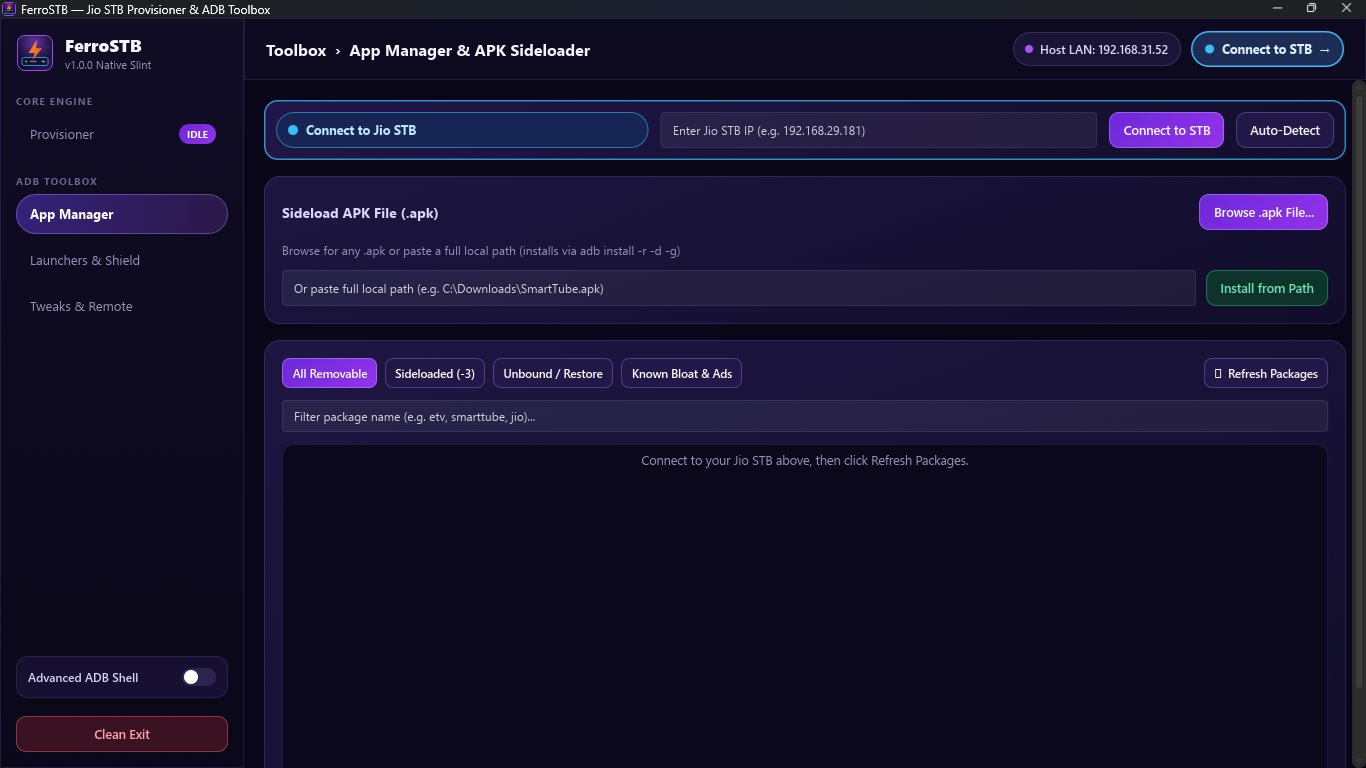 FerroSTB — Jio STB Provisioner & ADB Toolbox
FerroSTB
v1.0.0 Native Slint
CORE ENGINE
Provisioner IDLE
ADB TOOLBOX
App Manager
Launchers & Shield
Tweaks & Remote
Advanced ADB Shell
Clean Exit
Toolbox › App Manager & APK Sideloader
Host LAN: 192.168.31.52
Connect to STB →
Connect to Jio STB
Enter Jio STB IP (e.g. 192.168.29.181)
Connect to STB
Auto-Detect
Sideload APK File (.apk)
Browse .apk File...
Browse for any .apk or paste a full local path (installs via adb install -r -d -g)
Or paste full local path (e.g. C:\Downloads\SmartTube.apk)
Install from Path
All Removable
Sideloaded (-3)
Unbound / Restore
Known Bloat & Ads
Refresh Packages
Filter package name (e.g. etv, smarttube, jio)...
Connect to your Jio STB above, then click Refresh Packages.